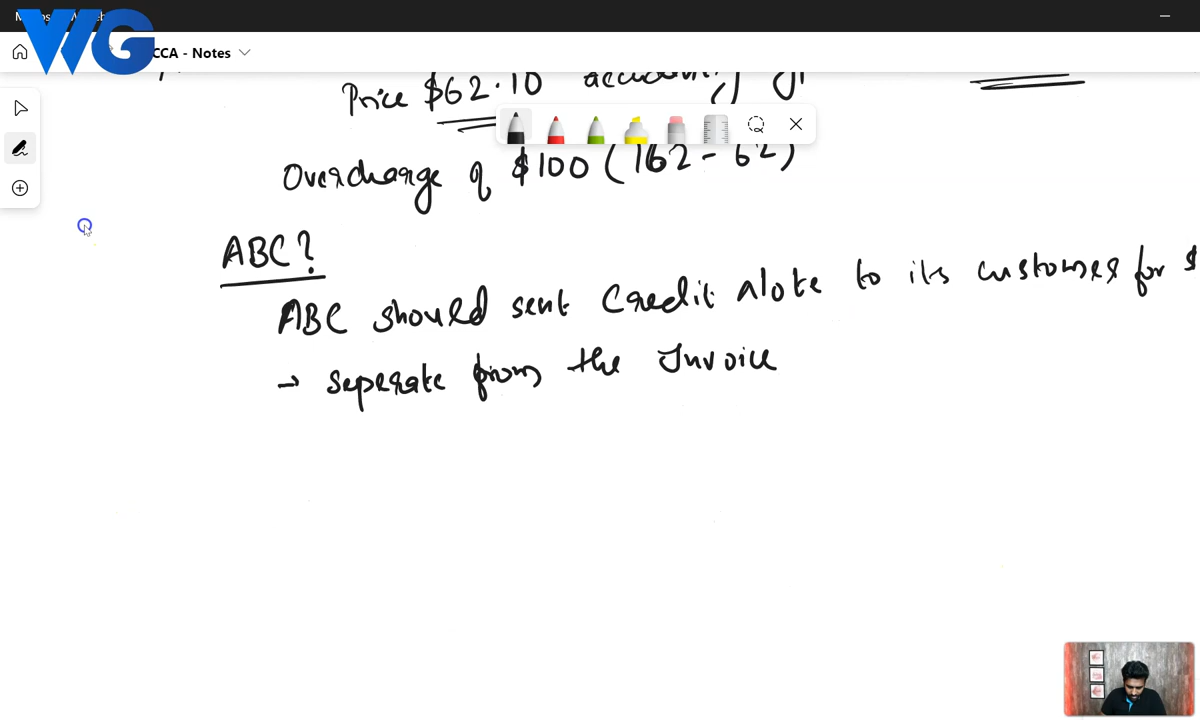 WG
CCA - Notes
Price $62.10
Overcharge of $100 (162 - 62)
ABC?
ABC should sent Credit Note to its customer for $
→ seperate from the Invoice